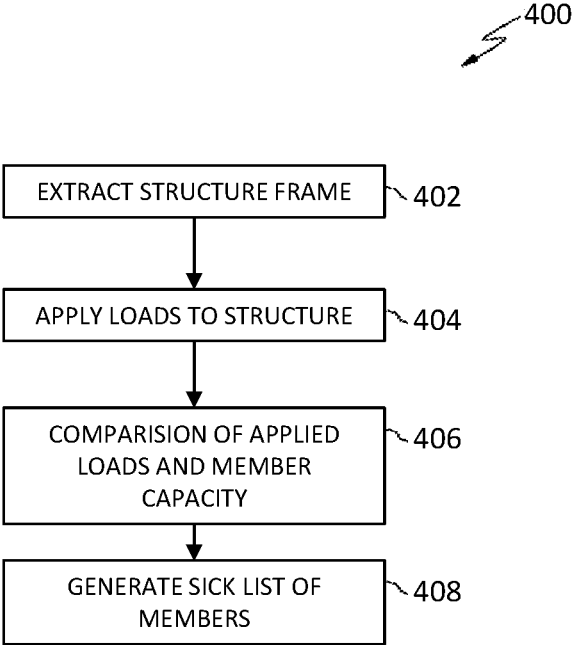 400
EXTRACT STRUCTURE FRAME
402
APPLY LOADS TO STRUCTURE
404
COMPARISION OF APPLIED
LOADS AND MEMBER
CAPACITY
406
GENERATE SICK LIST OF
MEMBERS
408